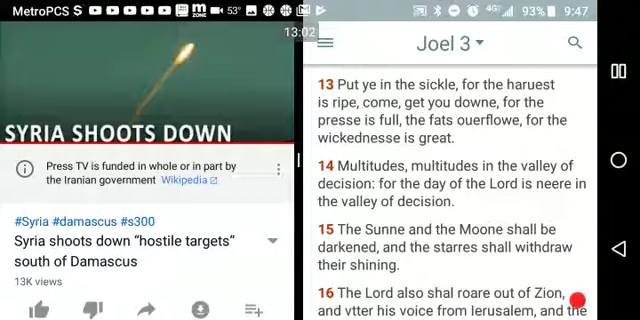 MetroPCS $
53°
4G
93%
9:47
13:02
SYRIA SHOOTS DOWN
Press TV is funded in whole or in part by
the Iranian government Wikipedia
#Syria #damascus #s300
Syria shoots down “hostile targets”
south of Damascus
13K views
Joel 3
13 Put ye in the sickle, for the haruest
is ripe, come, get you downe, for the
presse is full, the fats ouerflowe, for the
wickednesse is great.
14 Multitudes, multitudes in the valley of
decision: for the day of the Lord is neere in
the valley of decision.
15 The Sunne and the Moone shall be
darkened, and the starres shall withdraw
their shining.
16 The Lord also shal roare out of Zion,
and vtter his voice from Ierusalem, and the